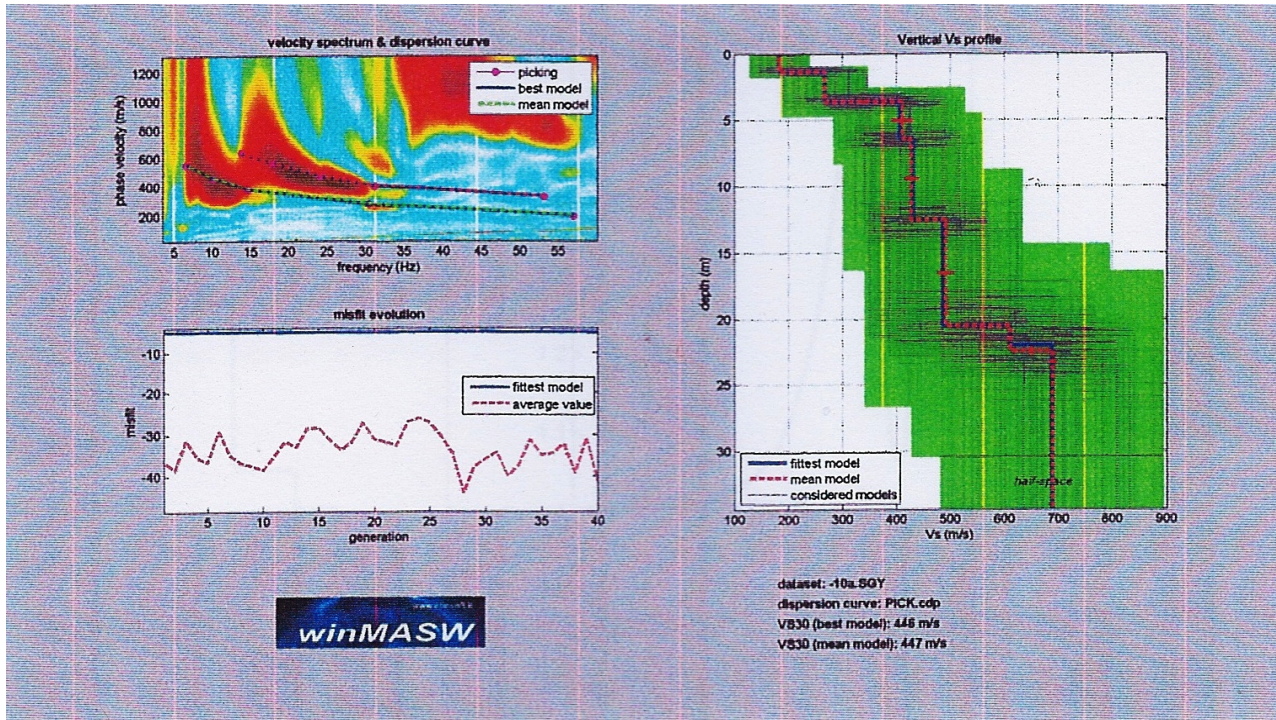 velocity spectrum & dispersion curve
1200
1000
800
600
400
200
phase velocity (m/s)
picking
best model
mean model
5 10 15 20 25 30 35 40 45 50 55
frequency (Hz)
misfit evolution
-10
-20
-30
-40
misfit
fittest model
average value
5 10 15 20 25 30 35 40
generation
winMASW
Vertical Vs profile
0
5
10
15
20
25
30
depth (m)
fittest model
mean model
considered models
half-space
100 200 300 400 500 600 700 800 900
Vs (m/s)
dataset: -10a.SGY
dispersion curve: PICK.cdp
VS30 (best model): 446 m/s
VS30 (mean model): 447 m/s